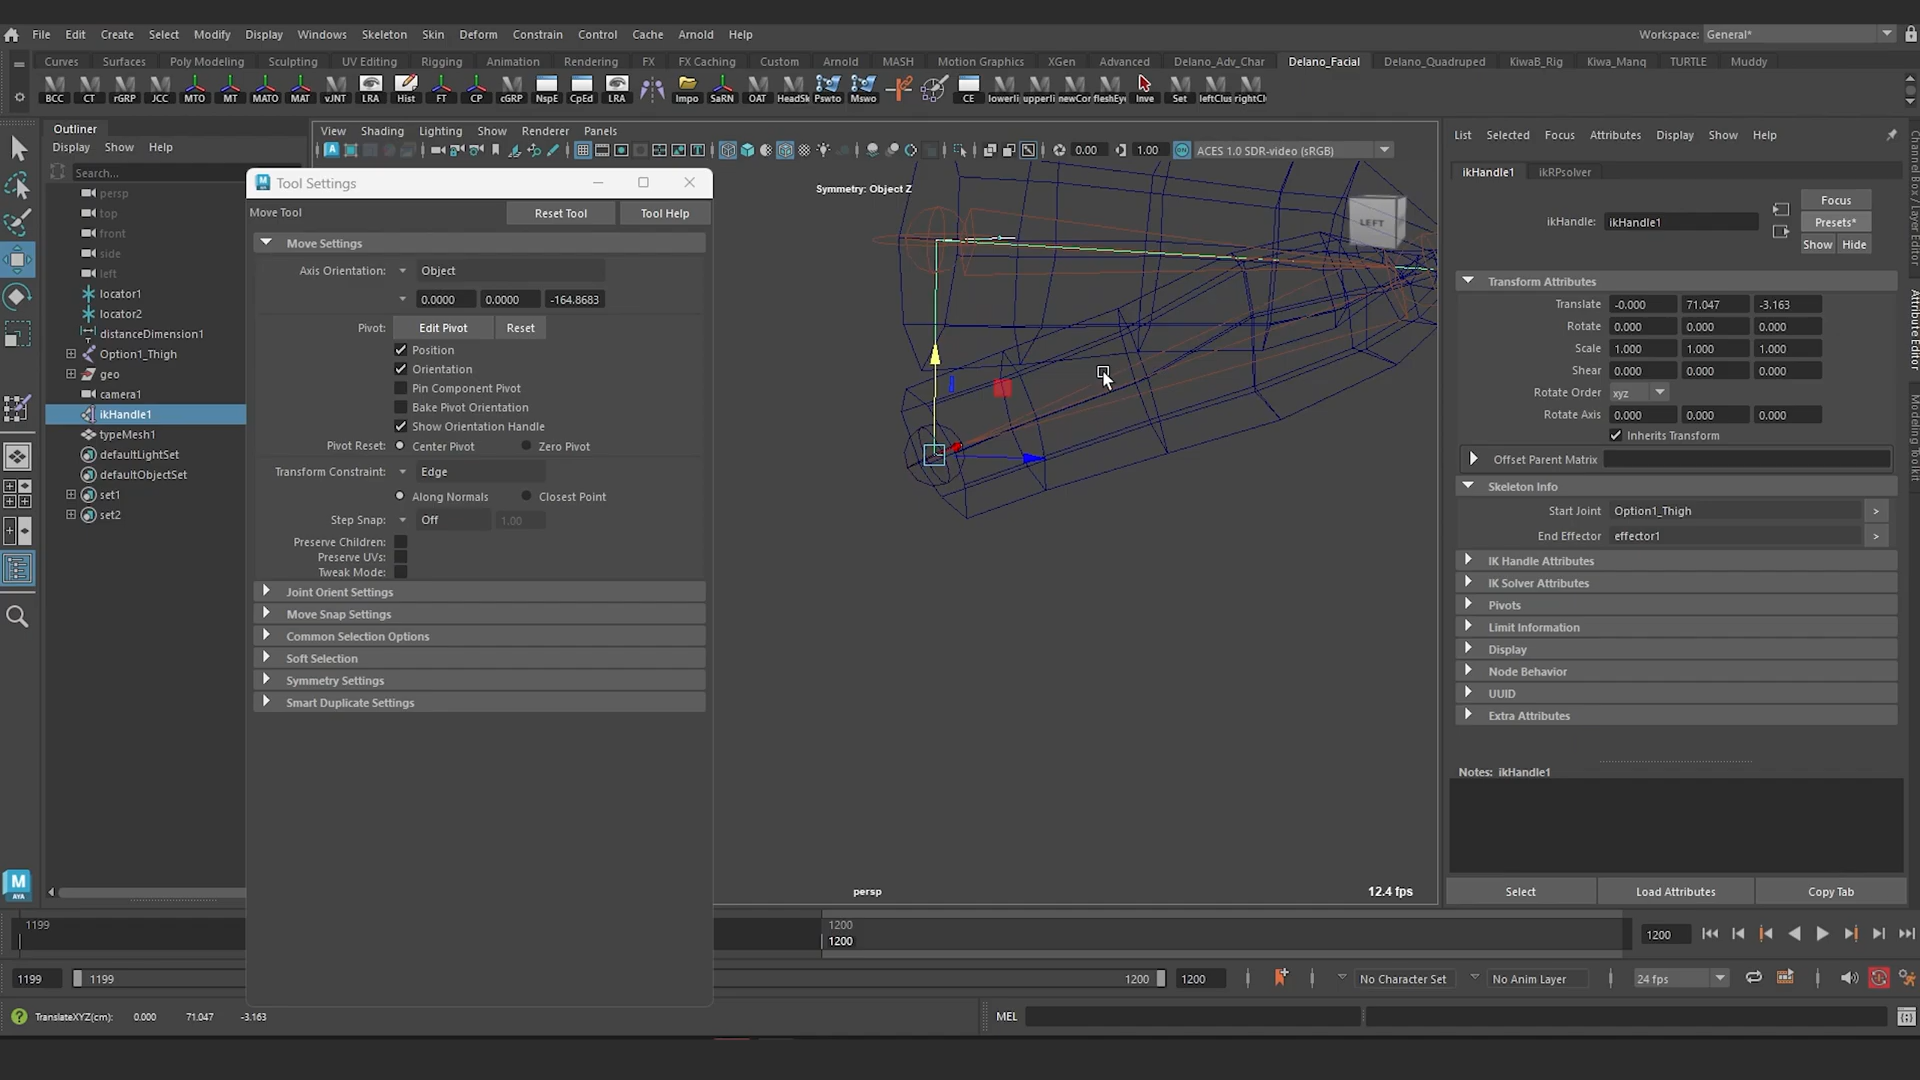 File Edit Create Select Modify Display Windows Skeleton Skin Deform Constrain Control Cache Arnold Help
Workspace: General*
Curves Surfaces Poly Modeling Sculpting UV Editing Rigging Animation Rendering FX FX Caching Custom Arnold MASH Motion Graphics XGen Advanced Delano_Adv_Char Delano_Facial Delano_Quadruped KiwaB_Rig Kiwa_Manq TURTLE Muddy
BCC CT rGRP JCC MTO MT MATO MAT vJNT LRA Hist FT CP cGRP NspE CpEd LRA Impo SaRN OAT HeadSk Pswto Mswo CE lowerli upperli newCor fleshEy Inve Set leftClus rightClu
Outliner
Display Show Help
Search...
persp
top
front
side
left
locator1
locator2
distanceDimension1
Option1_Thigh
geo
camera1
ikHandle1
typeMesh1
defaultLightSet
defaultObjectSet
set1
set2
View Shading Lighting Show Renderer Panels
0.00 1.00 ACES 1.0 SDR-video (sRGB)
Symmetry: Object Z
LEFT
persp
12.4 fps
Tool Settings
Move Tool Reset Tool Tool Help
Move Settings
Axis Orientation: Object
0.0000 0.0000 -164.8683
Pivot: Edit Pivot Reset
Position
Orientation
Pin Component Pivot
Bake Pivot Orientation
Show Orientation Handle
Pivot Reset: Center Pivot Zero Pivot
Transform Constraint: Edge
Along Normals Closest Point
Step Snap: Off 1.00
Preserve Children:
Preserve UVs:
Tweak Mode:
Joint Orient Settings
Move Snap Settings
Common Selection Options
Soft Selection
Symmetry Settings
Smart Duplicate Settings
List Selected Focus Attributes Display Show Help
ikHandle1 ikRPsolver
ikHandle: ikHandle1
Focus
Presets*
Show Hide
Transform Attributes
Translate -0.000 71.047 -3.163
Rotate 0.000 0.000 0.000
Scale 1.000 1.000 1.000
Shear 0.000 0.000 0.000
Rotate Order xyz
Rotate Axis 0.000 0.000 0.000
Inherits Transform
Offset Parent Matrix
Skeleton Info
Start Joint Option1_Thigh >
End Effector effector1 >
IK Handle Attributes
IK Solver Attributes
Pivots
Limit Information
Display
Node Behavior
UUID
Extra Attributes
Notes: ikHandle1
Select Load Attributes Copy Tab
Channel Box / Layer Editor
Attribute Editor
Modeling Toolkit
M
AYA
1199
1200
1200
1200
1199 1199 1200 1200 No Character Set No Anim Layer 24 fps
TranslateXYZ(cm): 0.000 71.047 -3.163
MEL